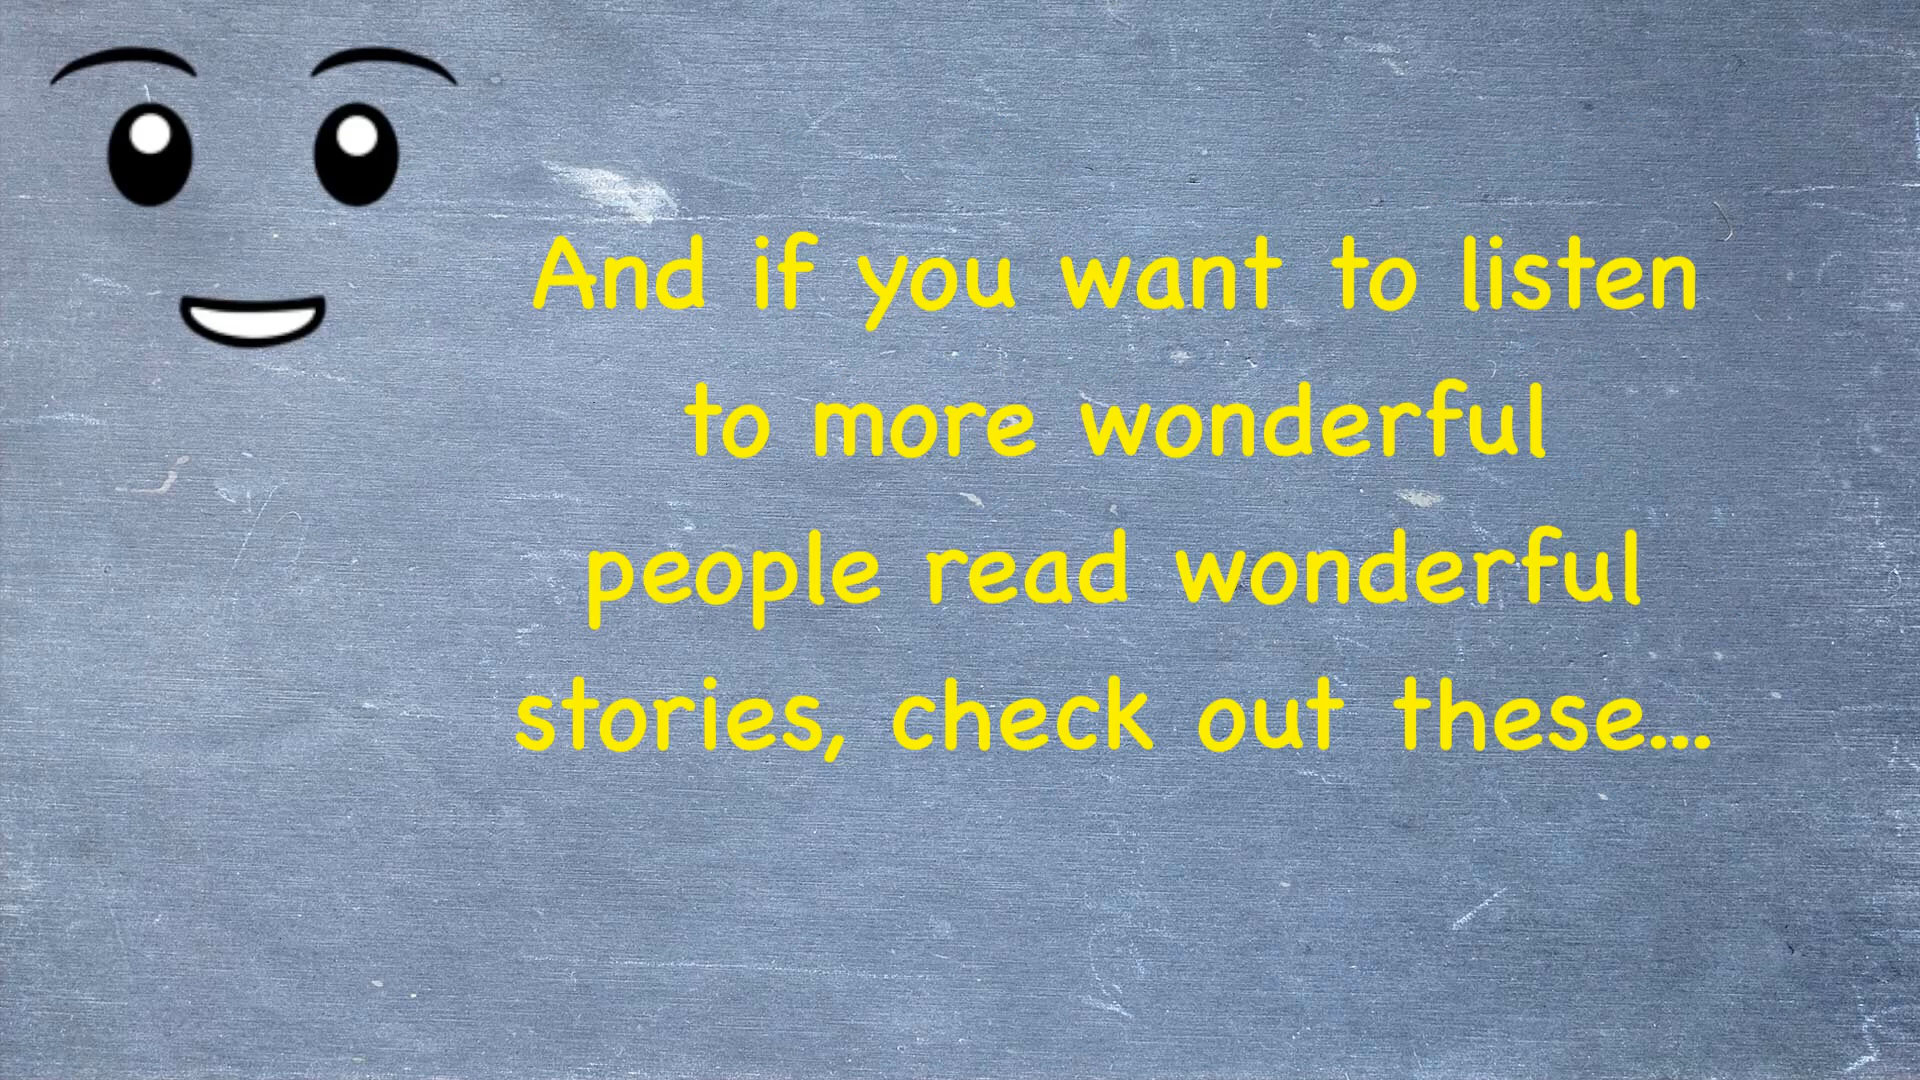 And if you want to listen
to more wonderful
people read wonderful
stories, check out these...